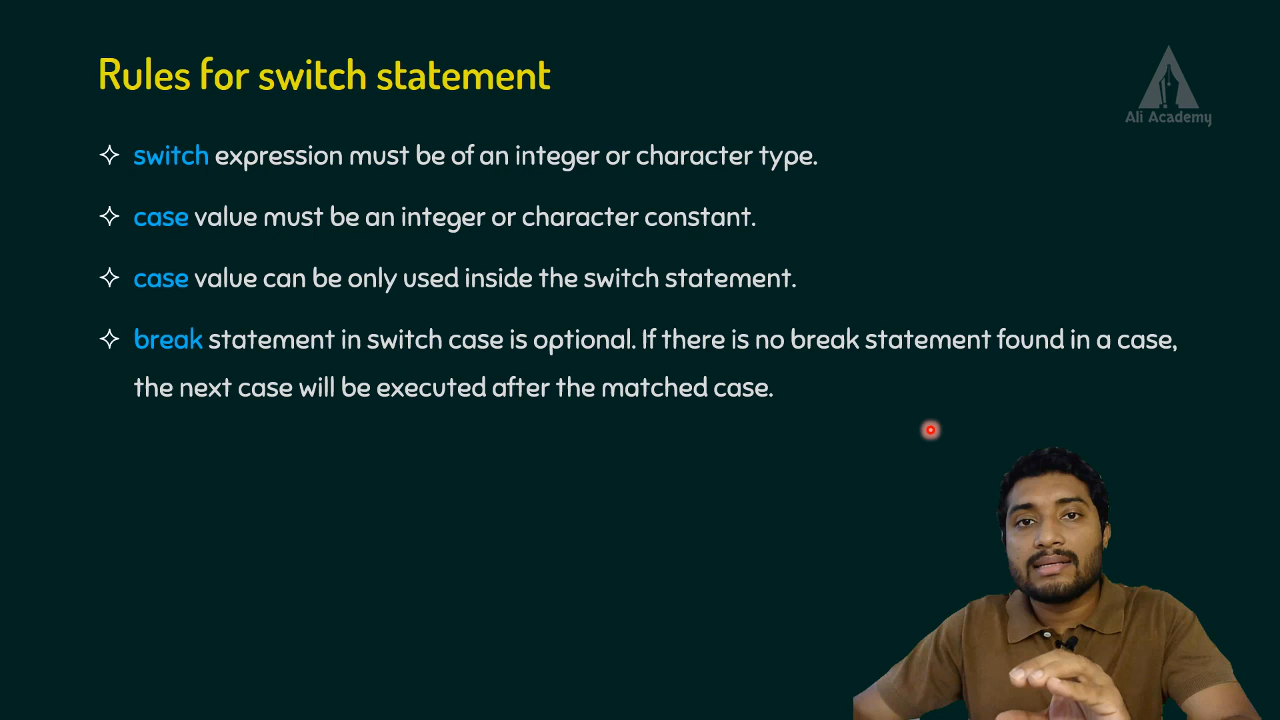 Rules for switch statement
Ali Academy
switch expression must be of an integer or character type.
case value must be an integer or character constant.
case value can be only used inside the switch statement.
break statement in switch case is optional. If there is no break statement found in a case,
the next case will be executed after the matched case.